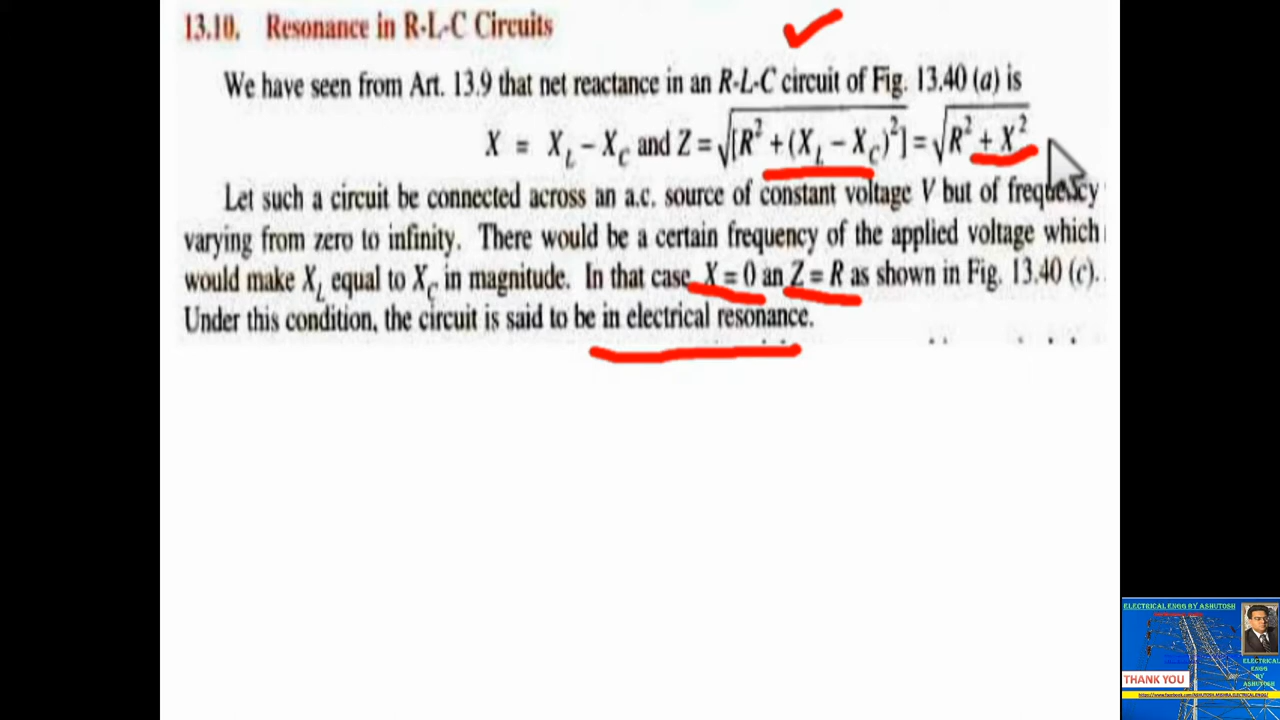 13.10. Resonance in R-L-C Circuits
We have seen from Art. 13.9 that net reactance in an R-L-C circuit of Fig. 13.40 (a) is
X = X_L – X_C and Z = √[R² + (X_L – X_C)²] = √R² + X²
Let such a circuit be connected across an a.c. source of constant voltage V but of frequency
varying from zero to infinity. There would be a certain frequency of the applied voltage which
would make X_L equal to X_C in magnitude. In that case X = 0 an Z = R as shown in Fig. 13.40 (c).
Under this condition, the circuit is said to be in electrical resonance.
ELECTRICAL ENGG BY ASHUTOSH
ELECTRICAL
ENGG
BY
ASHUTOSH
THANK YOU